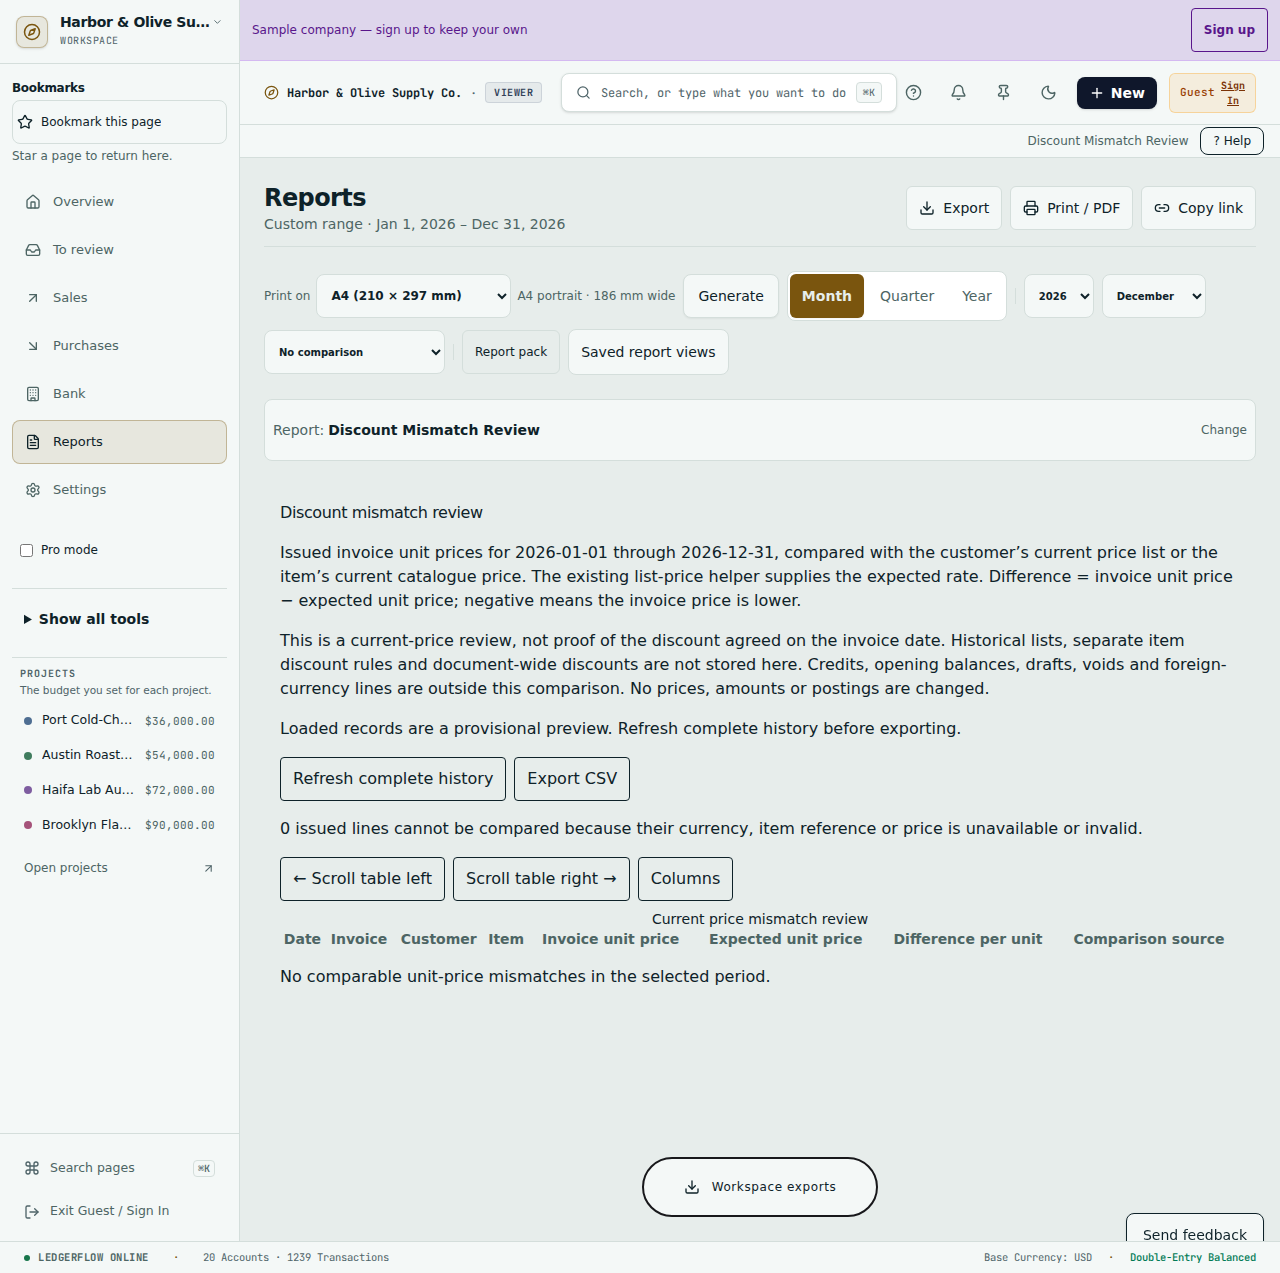 Harbor & Olive Su...
WORKSPACE
Bookmarks
Bookmark this page
Star a page to return here.
Overview
To review
Sales
Purchases
Bank
Reports
Settings
Pro mode
Show all tools
PROJECTS
The budget you set for each project.
Port Cold-Ch... $36,000.00
Austin Roast... $54,000.00
Haifa Lab Au... $72,000.00
Brooklyn Fla... $90,000.00
Open projects
Search pages ⌘K
Exit Guest / Sign In
Sample company — sign up to keep your own
Sign up
Harbor & Olive Supply Co. · VIEWER
Search, or type what you want to do ⌘K
New
Guest Sign In
Discount Mismatch Review
? Help
Reports
Custom range · Jan 1, 2026 – Dec 31, 2026
Export
Print / PDF
Copy link
Print on A4 (210 × 297 mm) A4 portrait · 186 mm wide Generate Month Quarter Year 2026 December
No comparison Report pack Saved report views
Report: Discount Mismatch Review Change
Discount mismatch review
Issued invoice unit prices for 2026-01-01 through 2026-12-31, compared with the customer’s current price list or the
item’s current catalogue price. The existing list-price helper supplies the expected rate. Difference = invoice unit price
− expected unit price; negative means the invoice price is lower.
This is a current-price review, not proof of the discount agreed on the invoice date. Historical lists, separate item
discount rules and document-wide discounts are not stored here. Credits, opening balances, drafts, voids and foreign-
currency lines are outside this comparison. No prices, amounts or postings are changed.
Loaded records are a provisional preview. Refresh complete history before exporting.
Refresh complete history Export CSV
0 issued lines cannot be compared because their currency, item reference or price is unavailable or invalid.
← Scroll table left Scroll table right → Columns
Current price mismatch review
Date Invoice Customer Item Invoice unit price Expected unit price Difference per unit Comparison source
No comparable unit-price mismatches in the selected period.
Workspace exports
Send feedback
LEDGERFLOW ONLINE · 20 Accounts · 1239 Transactions
Base Currency: USD · Double-Entry Balanced